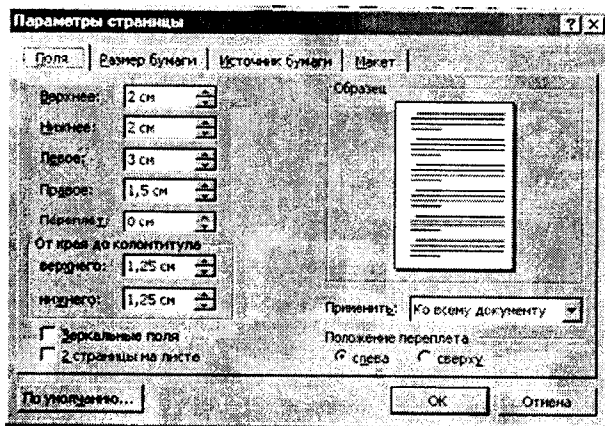 Параметры страницы
Поля Размер бумаги Источник бумаги Макет
Верхнее: 2 см
Нижнее: 2 см
Левое: 3 см
Правое: 1,5 см
Переплет: 0 см
От края до колонтитула
верхнего: 1,25 см
нижнего: 1,25 см
Зеркальные поля
2 страницы на листе
Образец
Применить: Ко всему документу
Положение переплета
слева сверху
По умолчанию... ОК Отмена